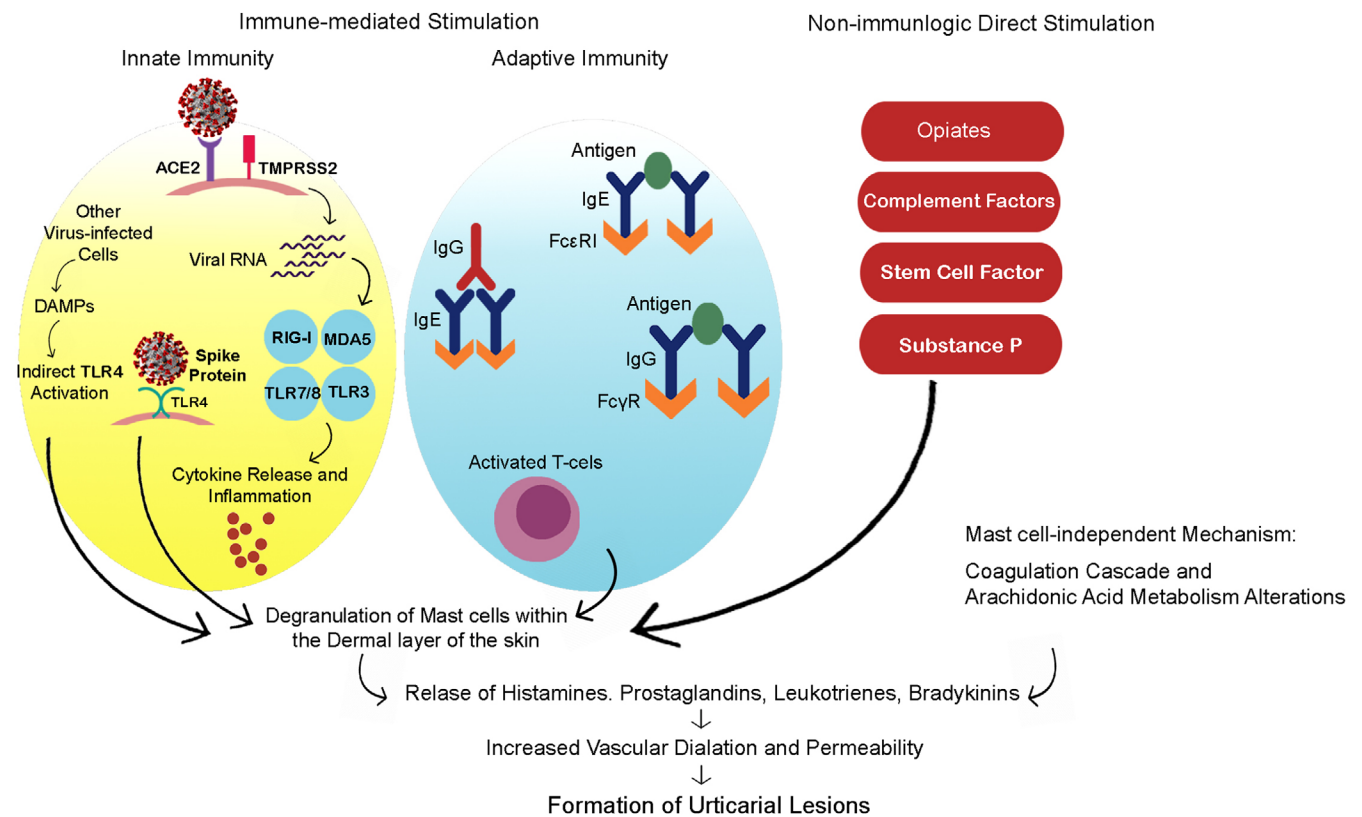 Immune-mediated Stimulation
Non-immunlogic Direct Stimulation
Innate Immunity
Adaptive Immunity
ACE2
TMPRSS2
Other
Virus-infected
Cells
Viral RNA
DAMPs
Indirect TLR4
Activation
Spike
Protein
TLR4
RIG-I
MDA5
TLR7/8
TLR3
Cytokine Release and
Inflammation
Antigen
IgE
FcεRI
IgG
IgE
Antigen
IgG
FcγR
Activated T-cels
Opiates
Complement Factors
Stem Cell Factor
Substance P
Mast cell-independent Mechanism:
Coagulation Cascade and
Arachidonic Acid Metabolism Alterations
Degranulation of Mast cells within
the Dermal layer of the skin
Relase of Histamines. Prostaglandins, Leukotrienes, Bradykinins
Increased Vascular Dialation and Permeability
Formation of Urticarial Lesions